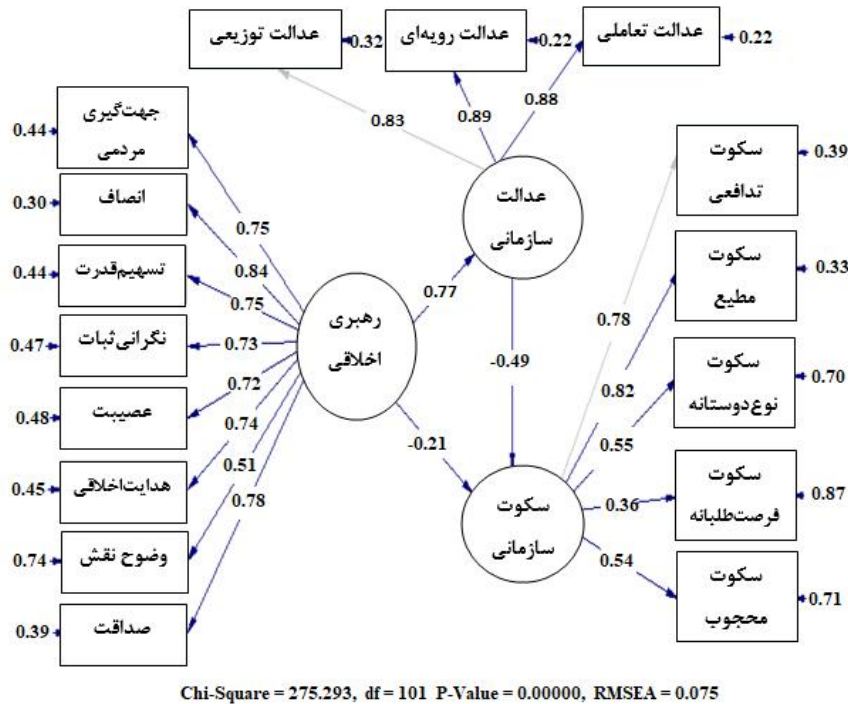 عدالت تعاملی
0.22
عدالت رویه‌ای
0.22
عدالت توزیعی
0.32
0.88
0.89
0.83
0.44
جهت‌گیری
مردمی
0.30
انصاف
0.44
تسهیم‌قدرت
0.47
نگرانی‌ثبات
0.48
عصیبت
0.45
هدایت‌اخلاقی
0.74
وضوح نقش
0.39
صداقت
0.75
0.84
0.75
0.73
0.72
0.74
0.51
0.78
رهبری
اخلاقی
0.77
-0.21
عدالت
سازمانی
-0.49
سکوت
سازمانی
0.78
0.82
0.55
0.36
0.54
سکوت
تدافعی
0.39
سکوت
مطیع
0.33
سکوت
نوع‌دوستانه
0.70
سکوت
فرصت‌طلبانه
0.87
سکوت
محجوب
0.71
Chi-Square = 275.293, df = 101 P-Value = 0.00000, RMSEA = 0.075